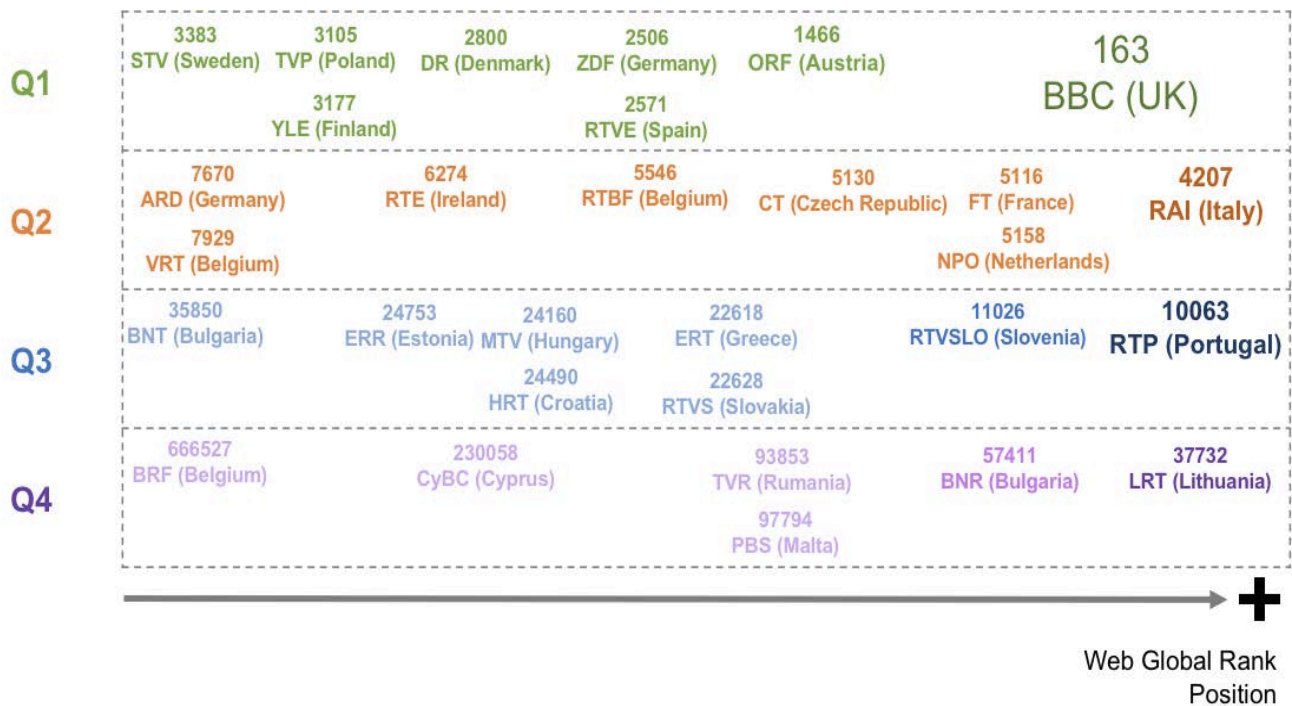 Q1
3383
STV (Sweden)
3105
TVP (Poland)
2800
DR (Denmark)
2506
ZDF (Germany)
1466
ORF (Austria)
163
BBC (UK)
3177
YLE (Finland)
2571
RTVE (Spain)
Q2
7670
ARD (Germany)
6274
RTE (Ireland)
5546
RTBF (Belgium)
5130
CT (Czech Republic)
5116
FT (France)
4207
RAI (Italy)
7929
VRT (Belgium)
5158
NPO (Netherlands)
Q3
35850
BNT (Bulgaria)
24753
ERR (Estonia)
24160
MTV (Hungary)
22618
ERT (Greece)
11026
RTVSLO (Slovenia)
10063
RTP (Portugal)
24490
HRT (Croatia)
22628
RTVS (Slovakia)
Q4
666527
BRF (Belgium)
230058
CyBC (Cyprus)
93853
TVR (Rumania)
57411
BNR (Bulgaria)
37732
LRT (Lithuania)
97794
PBS (Malta)
+
Web Global Rank
Position